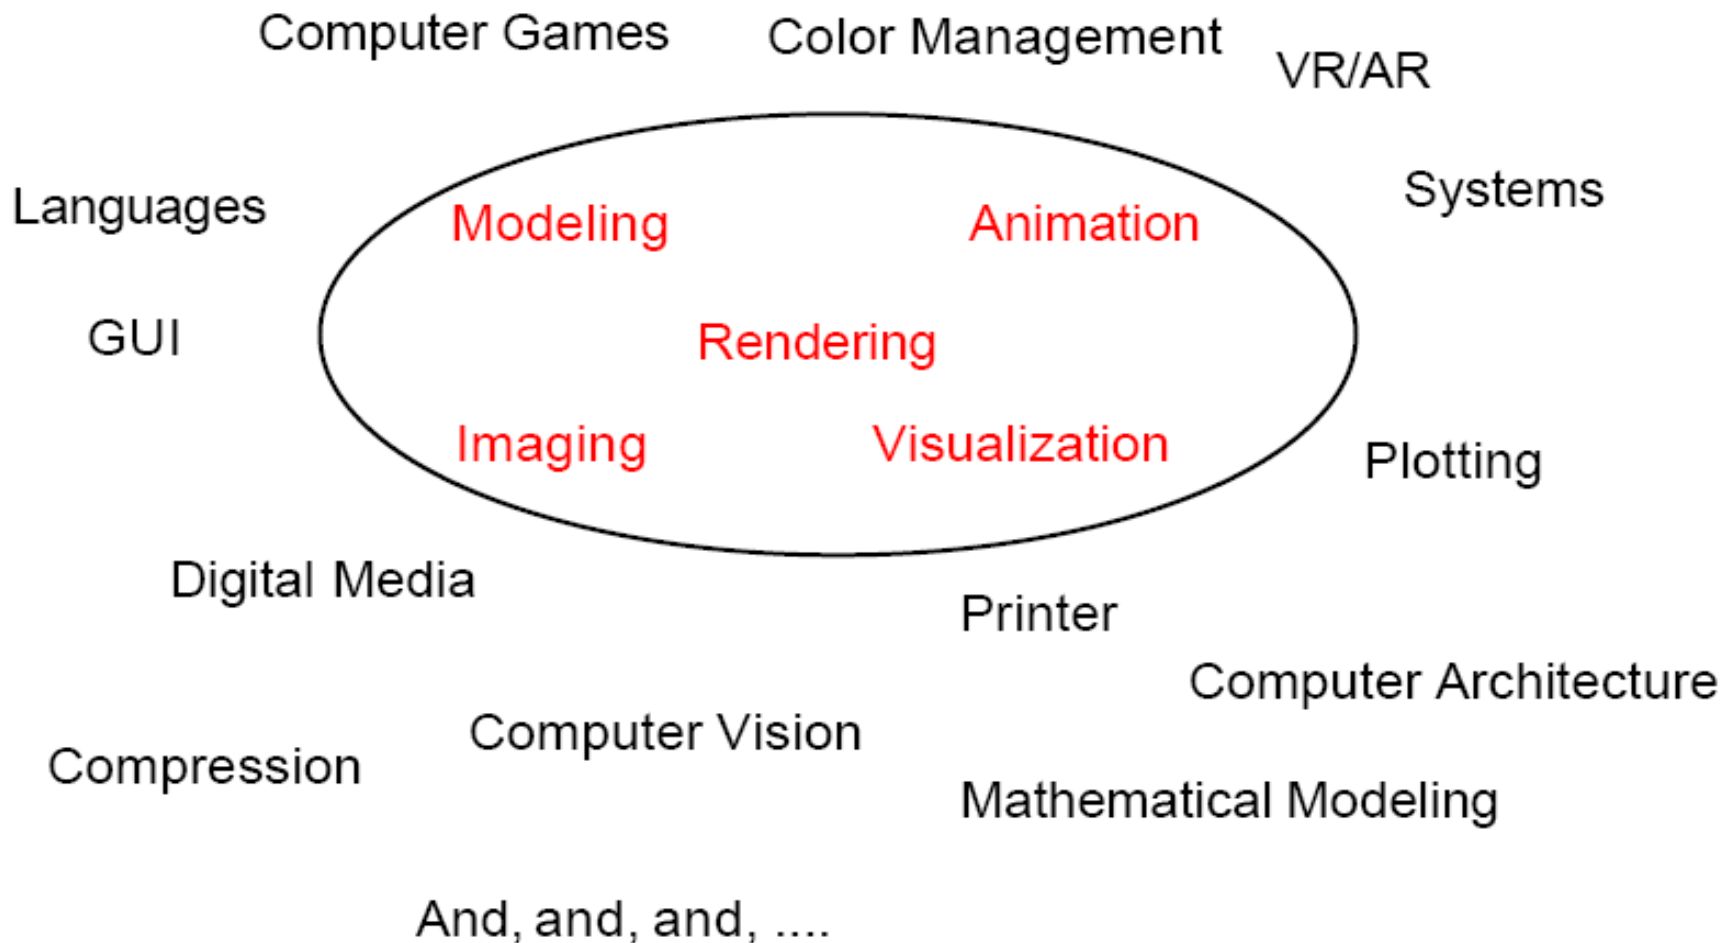 Computer Games
Color Management
VR/AR
Languages
Modeling
Animation
Systems
GUI
Rendering
Imaging
Visualization
Plotting
Digital Media
Printer
Computer Architecture
Computer Vision
Compression
Mathematical Modeling
And, and, and, ....